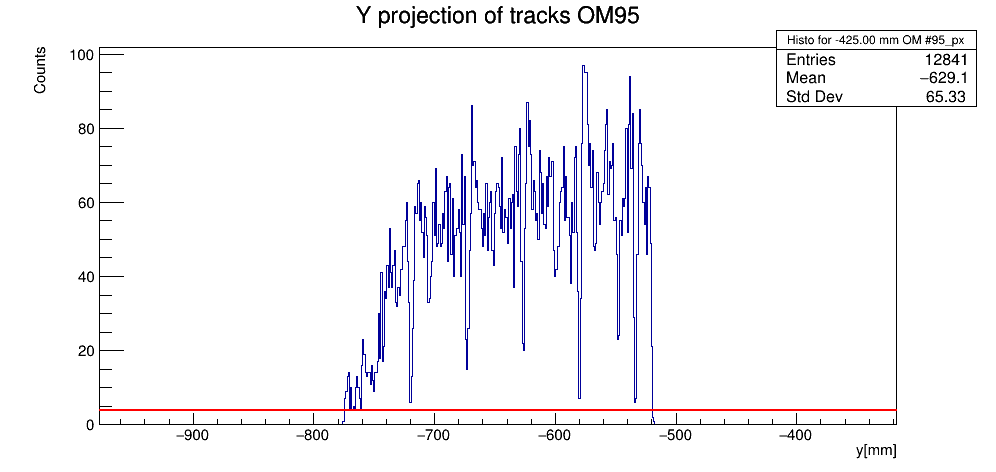 Y projection of tracks OM95
Histo for -425.00 mm OM #95_px
Entries 12841
Mean −629.1
Std Dev 65.33
Counts
100
80
60
40
20
0
−900 −800 −700 −600 −500 −400
y[mm]